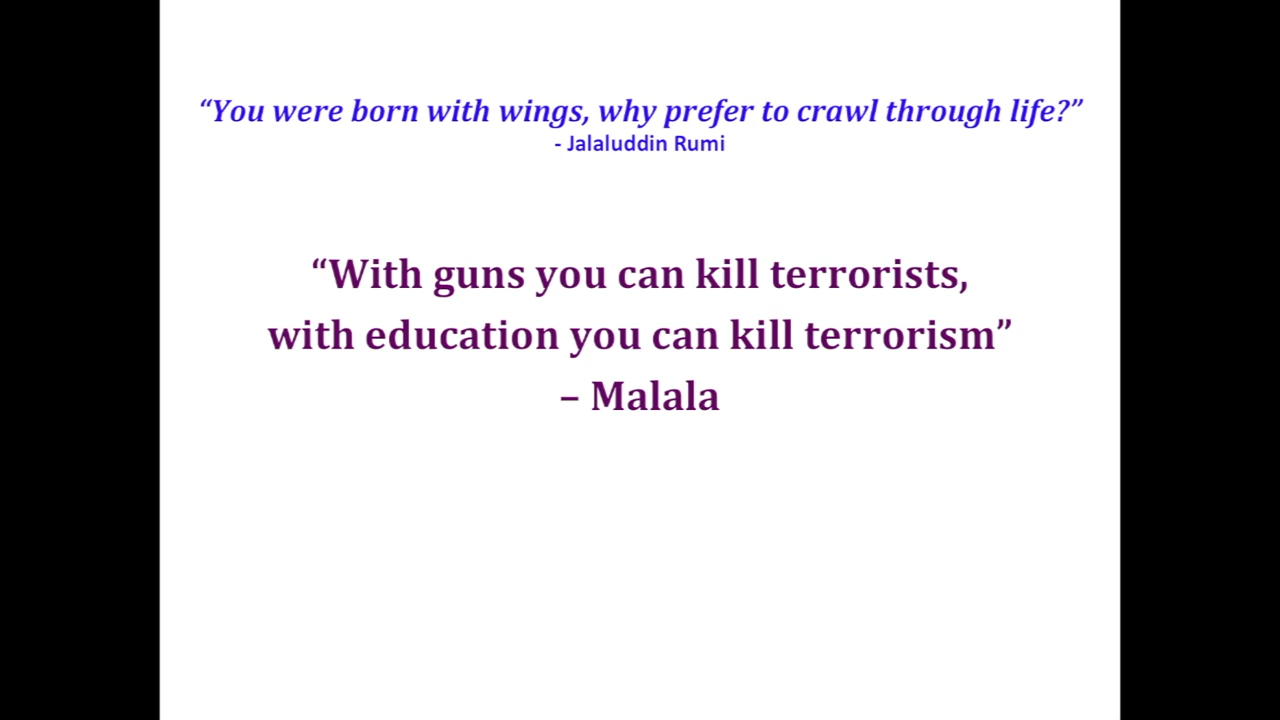 “You were born with wings, why prefer to crawl through life?”
- Jalaluddin Rumi
“With guns you can kill terrorists,
with education you can kill terrorism”
– Malala